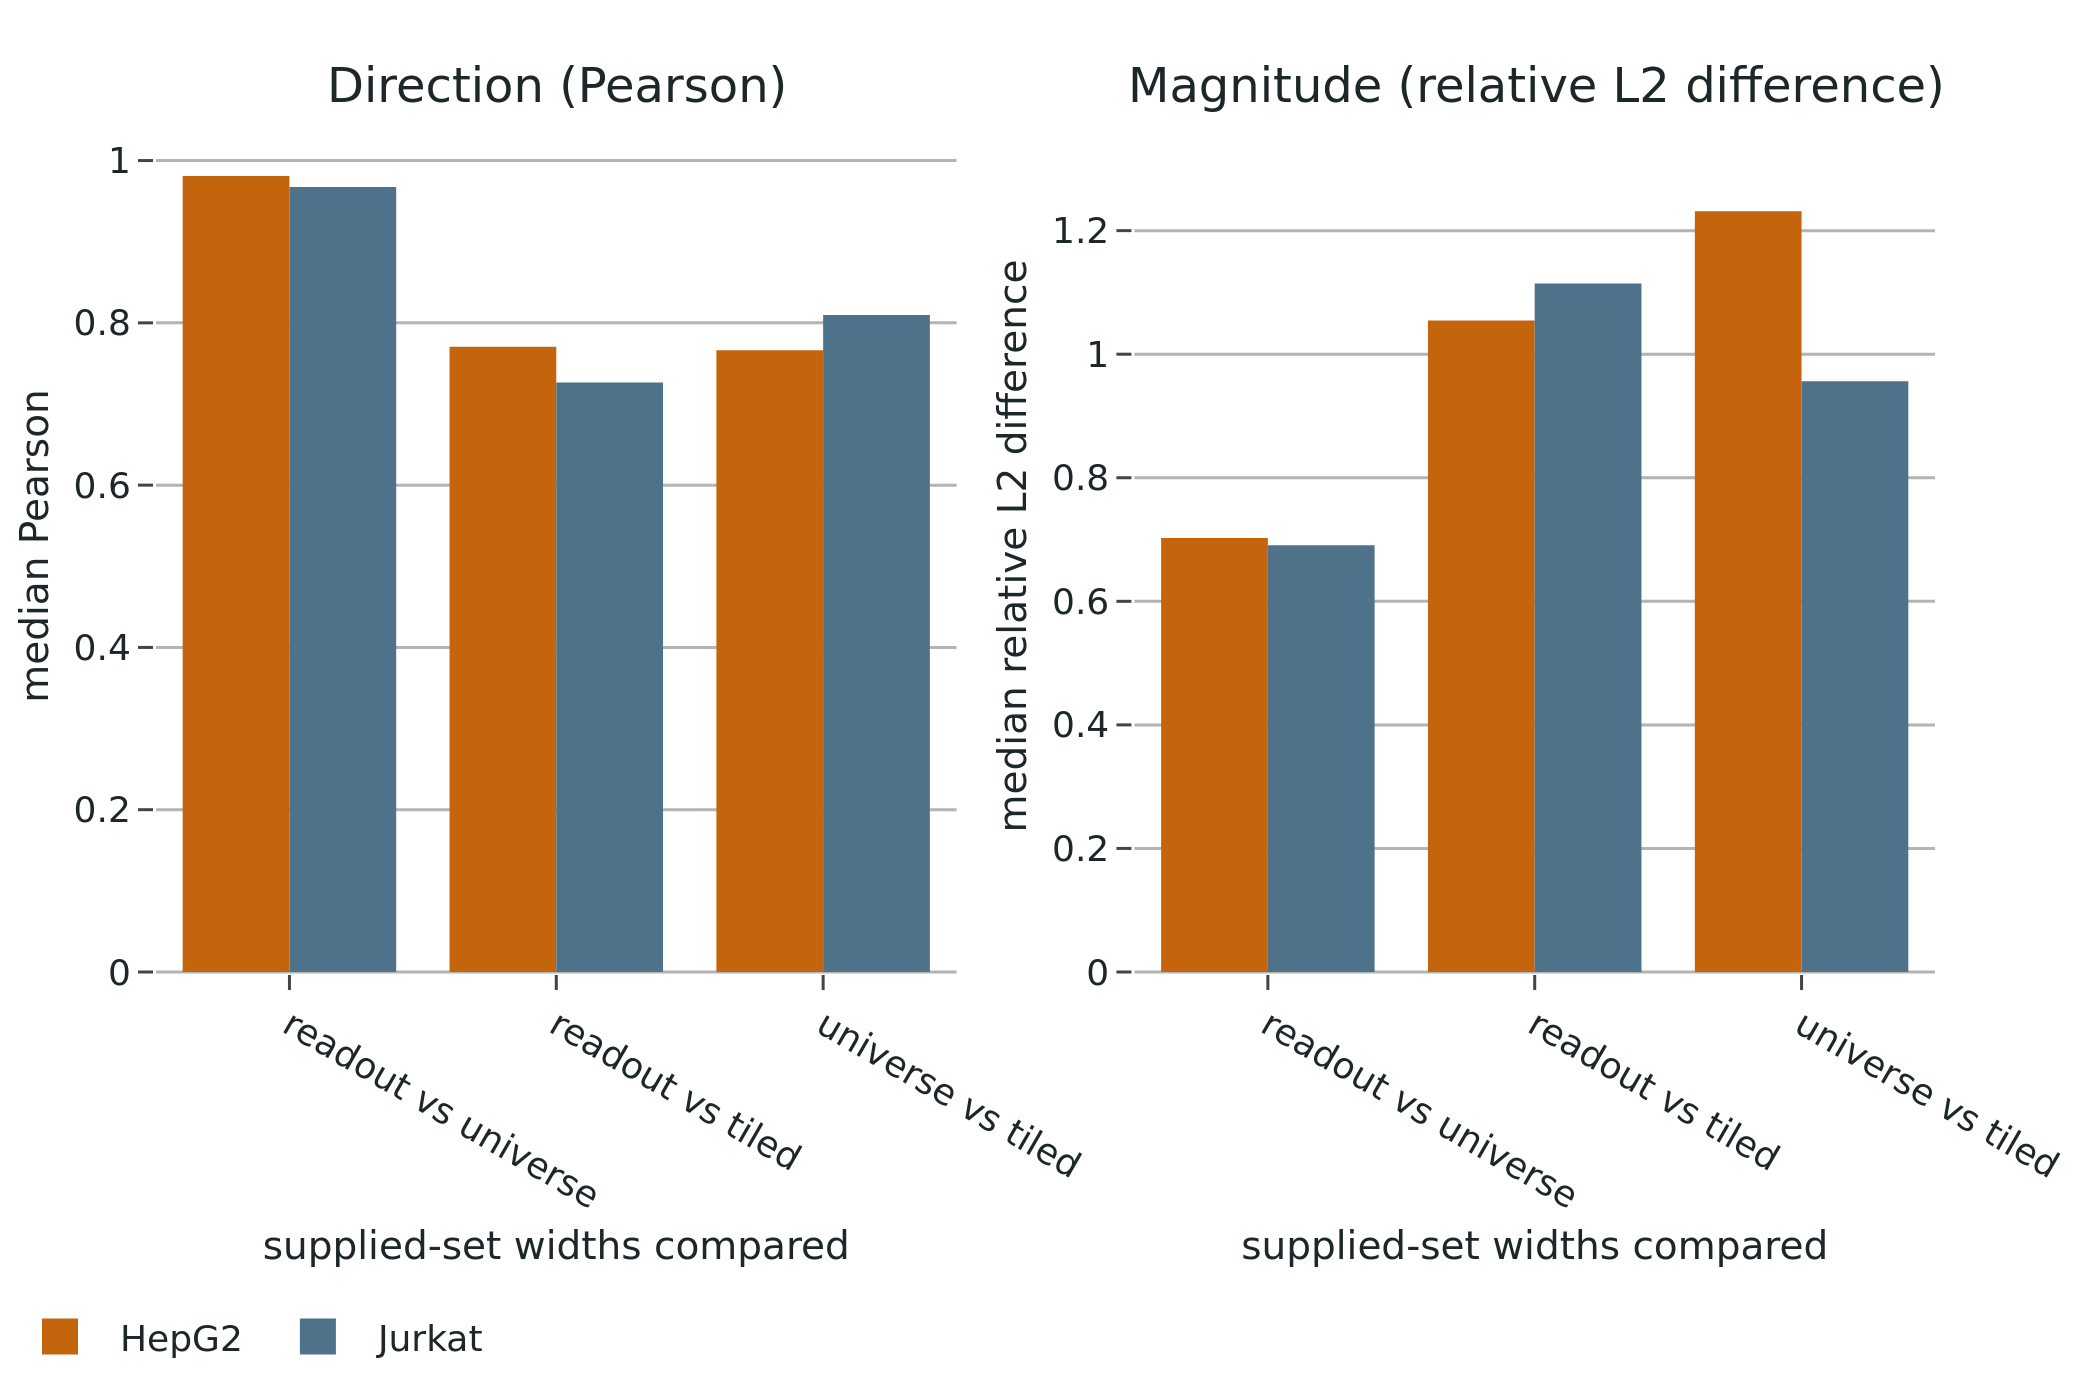 Direction (Pearson)
median Pearson
1
0.8
0.6
0.4
0.2
0
readout vs universe
readout vs tiled
universe vs tiled
supplied-set widths compared
Magnitude (relative L2 difference)
median relative L2 difference
1.2
1
0.8
0.6
0.4
0.2
0
readout vs universe
readout vs tiled
universe vs tiled
supplied-set widths compared
HepG2
Jurkat